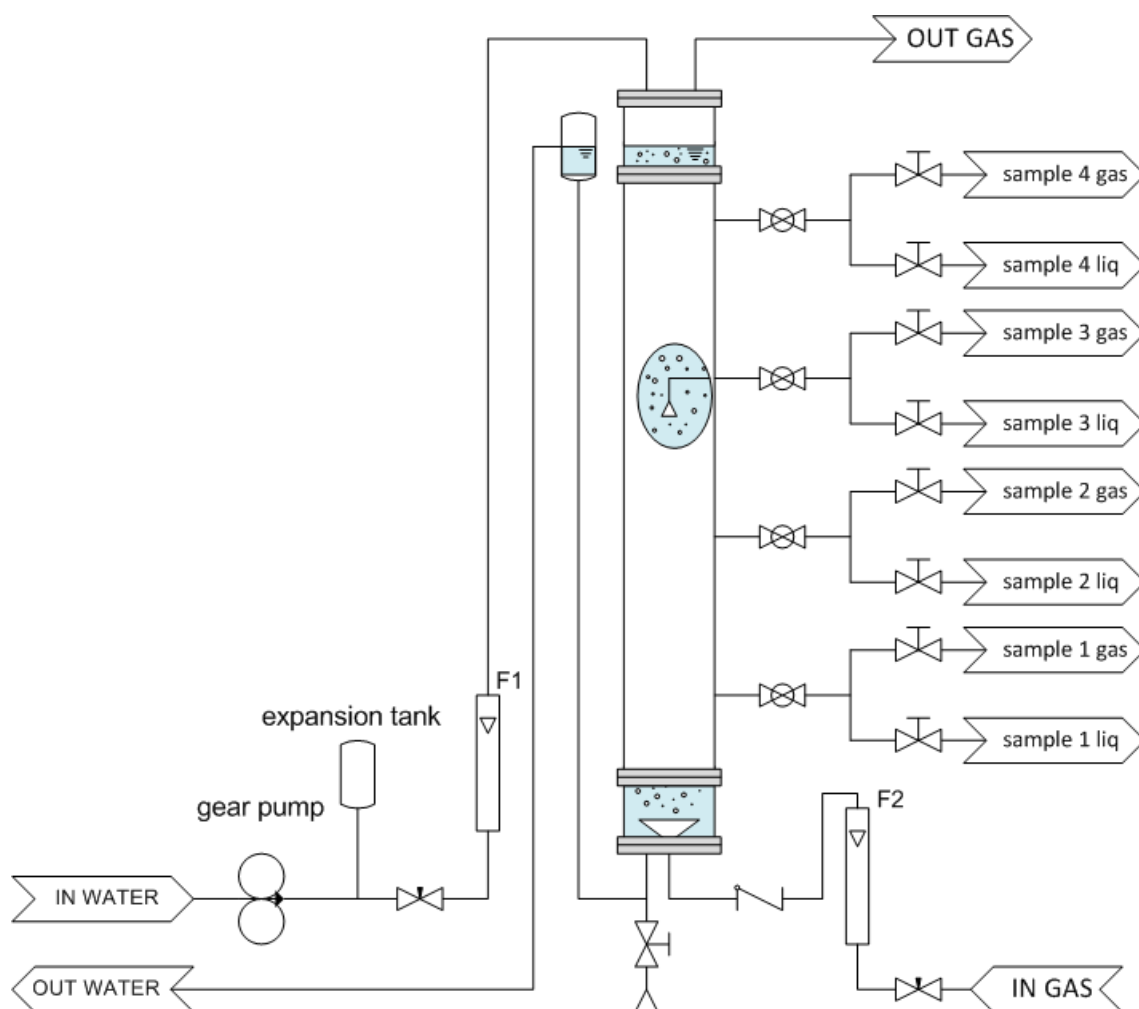 OUT GAS
sample 4 gas
sample 4 liq
sample 3 gas
sample 3 liq
sample 2 gas
sample 2 liq
sample 1 gas
F1
expansion tank
sample 1 liq
gear pump
F2
IN WATER
OUT WATER
IN GAS